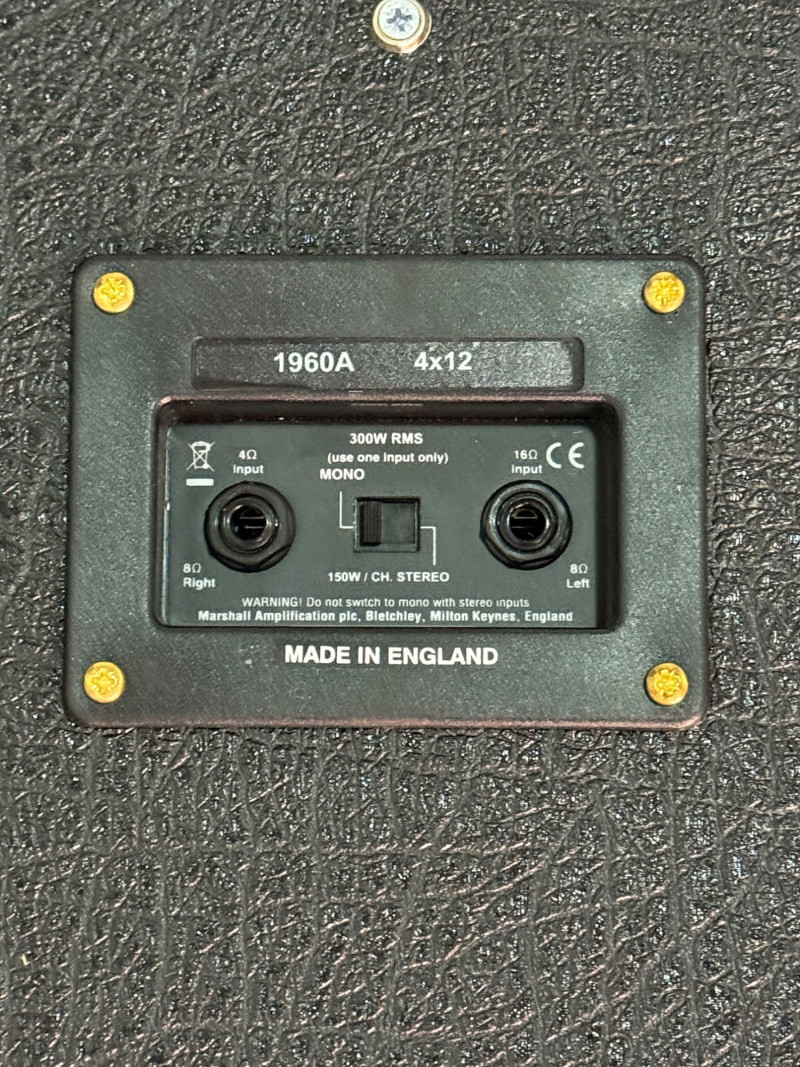 1960A 4x12
300W RMS
(use one input only)
4Ω
Input
16Ω
Input
CE
MONO
8Ω
Right
150W / CH. STEREO
8Ω
Left
WARNING! Do not switch to mono with stereo inputs
Marshall Amplification plc, Bletchley, Milton Keynes, England
MADE IN ENGLAND